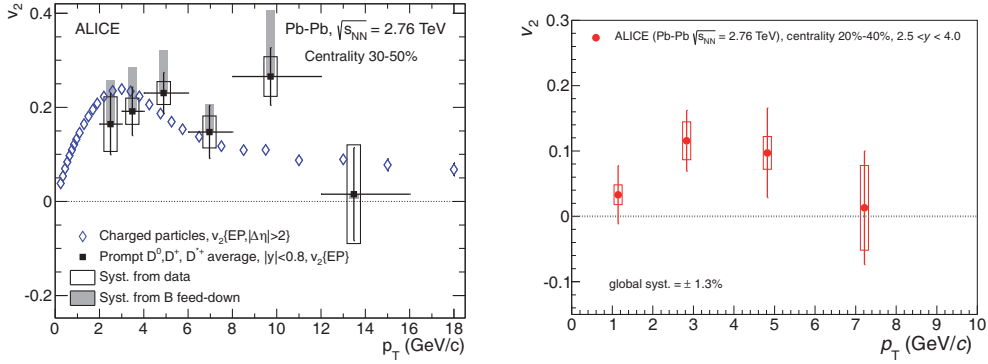 v₂
ALICE
Pb-Pb, √sNN = 2.76 TeV
Centrality 30-50%
0.4
0.2
0
-0.2
Charged particles, v₂{EP,|Δη|>2}
Prompt D⁰,D⁺, D*⁺ average, |y|<0.8, v₂{EP}
Syst. from data
Syst. from B feed-down
0 2 4 6 8 10 12 14 16 18
pT (GeV/c)
v₂
0.3
0.2
0.1
0
-0.1
ALICE (Pb-Pb √sNN = 2.76 TeV), centrality 20%-40%, 2.5 <y < 4.0
global syst. = ± 1.3%
0 1 2 3 4 5 6 7 8 9 10
pT (GeV/c)